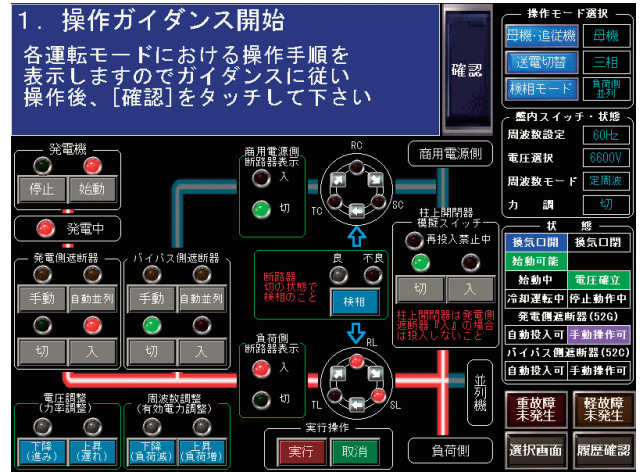 1．操作ガイダンス開始
各運転モードにおける操作手順を
表示しますのでガイダンスに従い
操作後、[確認]をタッチして下さい
確認
操作モード選択
母機・追従機 母機
送電切替 三相
検相モード 負荷側
並列
盤内スイッチ・状態
周波数設定 60Hz
電圧選択 6600V
周波数モード 定周波
力 調 切
状 態
換気口開 換気口閉
始動可能
始動中 電圧確立
冷却運転中 停止動作中
発電側遮断器(52G)
自動投入可 手動操作可
バイパス側遮断器(52C)
自動投入可 手動操作可
重故障
未発生
軽故障
未発生
選択画面 履歴確認
発電機
停止 始動
発電中
発電側遮断器
手動 自動並列
切 入
バイパス側遮断器
手動 自動並列
切 入
電圧調整
(力率調整)
下降
(進み)
上昇
(遅れ)
周波数調整
(有効電力調整)
下降
(負荷減)
上昇
(負荷増)
商用電源側
断路器表示
入
切
RC
TC SC
商用電源側
断路器
切の状態で
検相のこと
良 不良
検相
柱上開閉器
模擬スイッチ
再投入禁止中
切 入
柱上開閉器は発電側
遮断器『入』の場合
は投入しないこと
負荷側
断路器表示
入
切
RL
TL SL
並列機
実行操作
実行 取消
負荷側